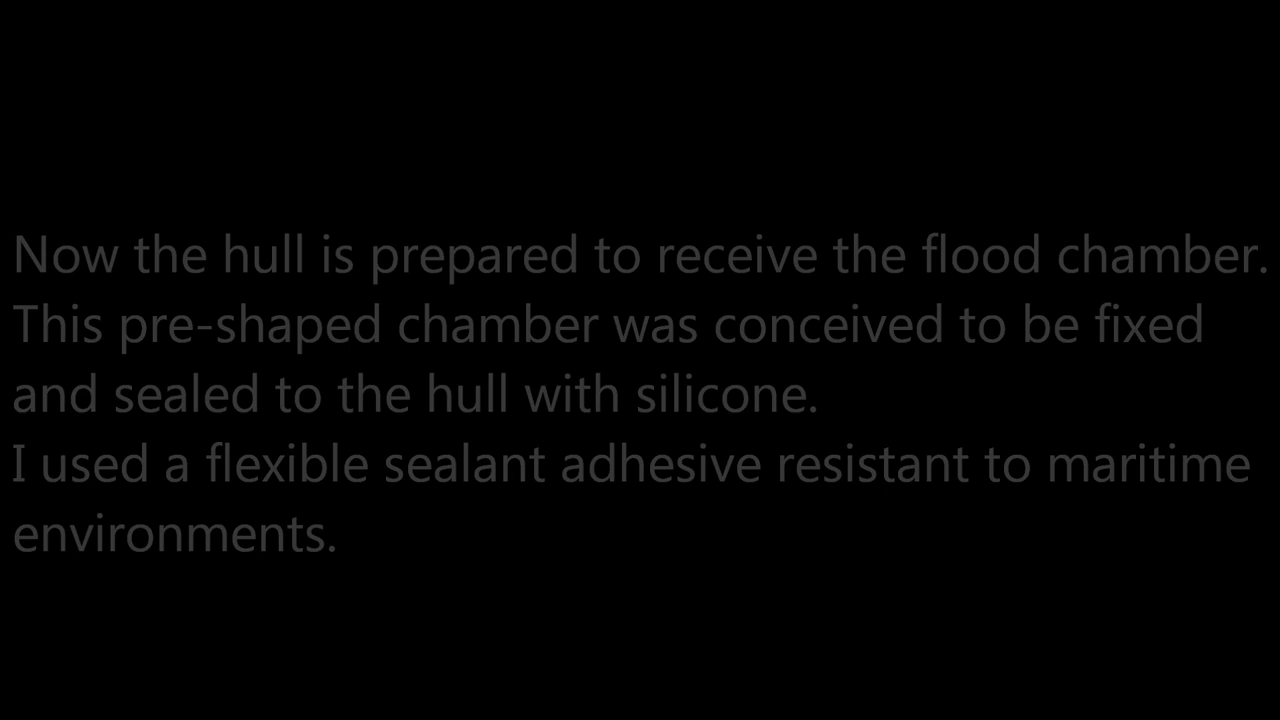 Now the hull is prepared to receive the flood chamber.
This pre-shaped chamber was conceived to be fixed
and sealed to the hull with silicone.
I used a flexible sealant adhesive resistant to maritime
environments.